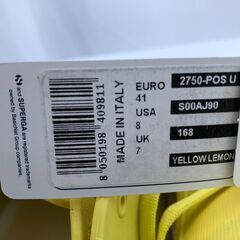 and SUPERGA are registered trademarks
owned by BasicNet Group companies
8 050198 409811
MADE IN ITALY
EURO
41
USA
8
UK
7
2750-POS U
S00AJ90
168
YELLOW LEMON